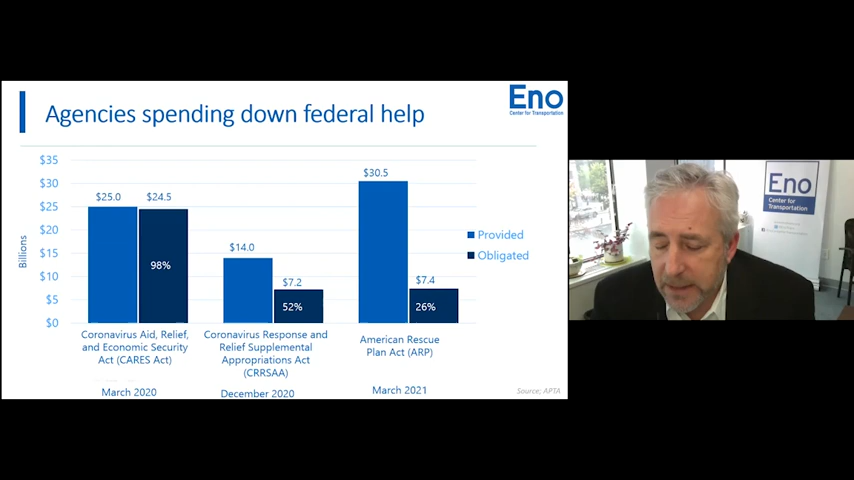 Agencies spending down federal help
Eno
Center for Transportation
$35
$30
$25
$20
$15
$10
$5
$0
Billions
$25.0
$24.5
98%
$14.0
$7.2
52%
$30.5
$7.4
26%
Provided
Obligated
Coronavirus Aid, Relief,
and Economic Security
Act (CARES Act)
March 2020
Coronavirus Response and
Relief Supplemental
Appropriations Act
(CRRSAA)
December 2020
American Rescue
Plan Act (ARP)
March 2021
Source; APTA
Eno
Center for
Transportation